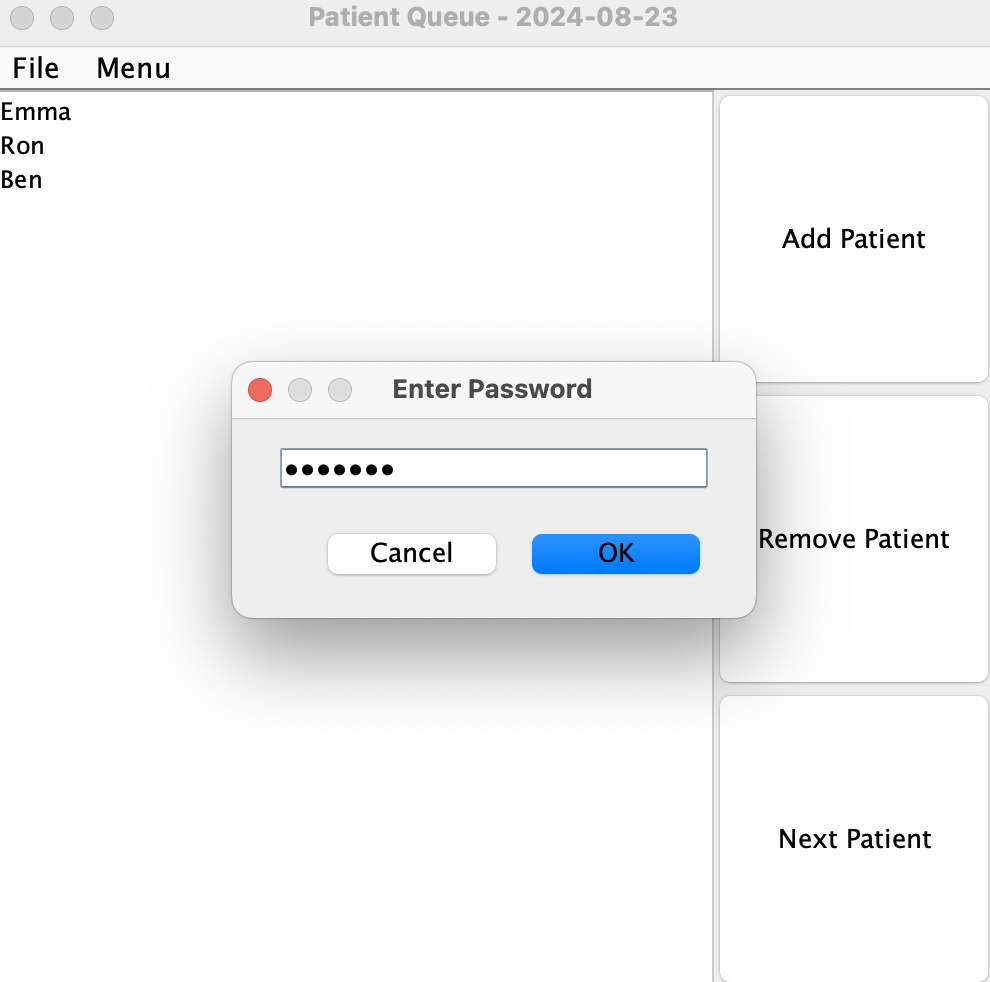 Patient Queue - 2024-08-23
File Menu
Emma
Ron
Ben
Add Patient
Enter Password
•••••••
Cancel OK
Remove Patient
Next Patient